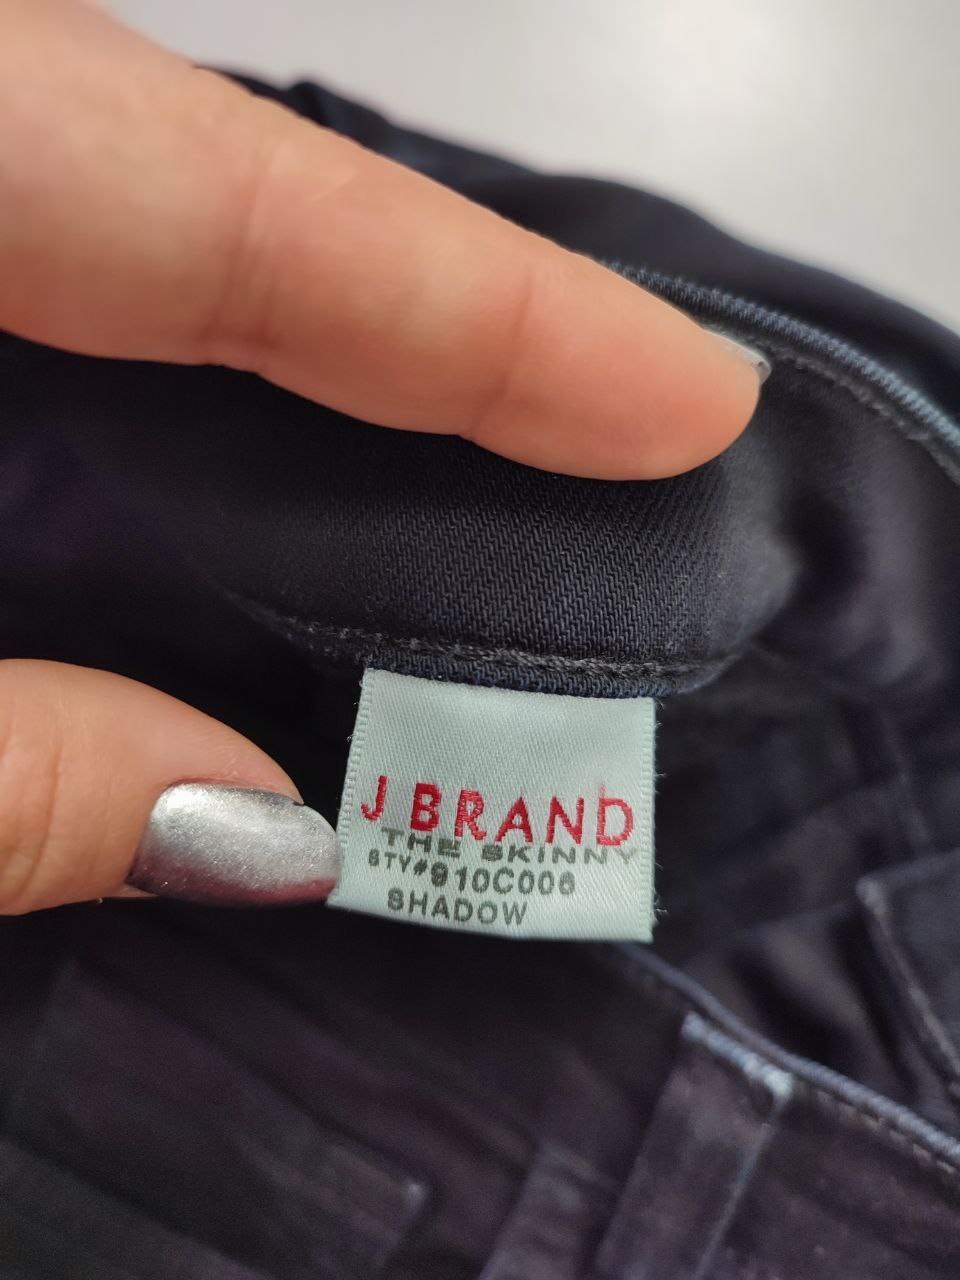 J BRAND
THE SKINNY
STY#910C006
SHADOW